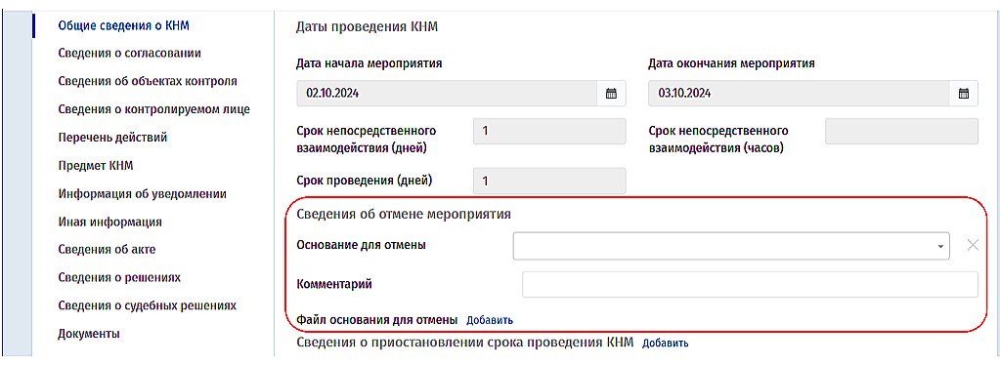 Общие сведения о КНМ
Сведения о согласовании
Сведения об объектах контроля
Сведения о контролируемом лице
Перечень действий
Предмет КНМ
Информация об уведомлении
Иная информация
Сведения об акте
Сведения о решениях
Сведения о судебных решениях
Документы
Даты проведения КНМ
Дата начала мероприятия
02.10.2024
Дата окончания мероприятия
03.10.2024
Срок непосредственного
взаимодействия (дней)
1
Срок непосредственного
взаимодействия (часов)
Срок проведения (дней)
1
Сведения об отмене мероприятия
Основание для отмены
Комментарий
Файл основания для отмены Добавить
Сведения о приостановлении срока проведения КНМ Добавить